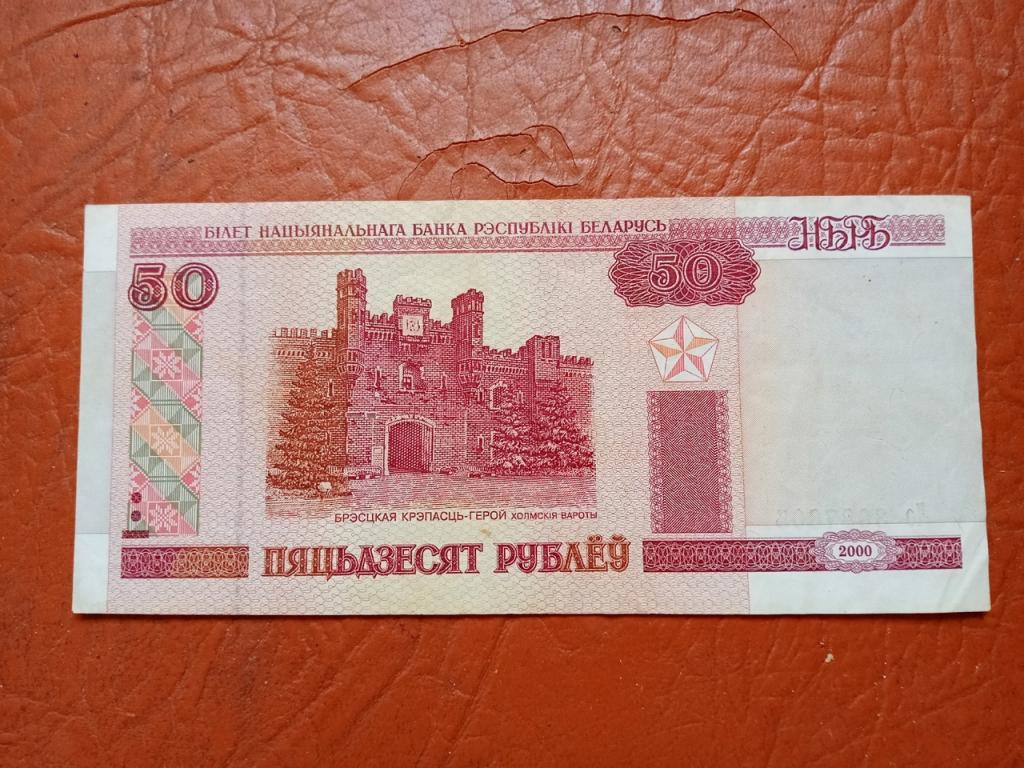 БІЛЕТ НАЦЫЯНАЛЬНАГА БАНКА РЭСПУБЛІКІ БЕЛАРУСЬ
НБРБ
50
50
БРЭСЦКАЯ КРЭПАСЦЬ-ГЕРОЙ ХОЛМСКІЯ ВАРОТЫ
ПЯЦЬДЗЕСЯТ РУБЛЁЎ
2000